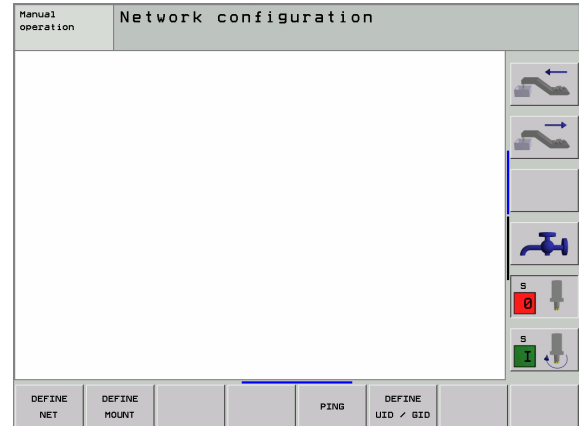 Manual
operation
Network configuration
S
0
S
I
DEFINE
NET
DEFINE
MOUNT
PING
DEFINE
UID / GID